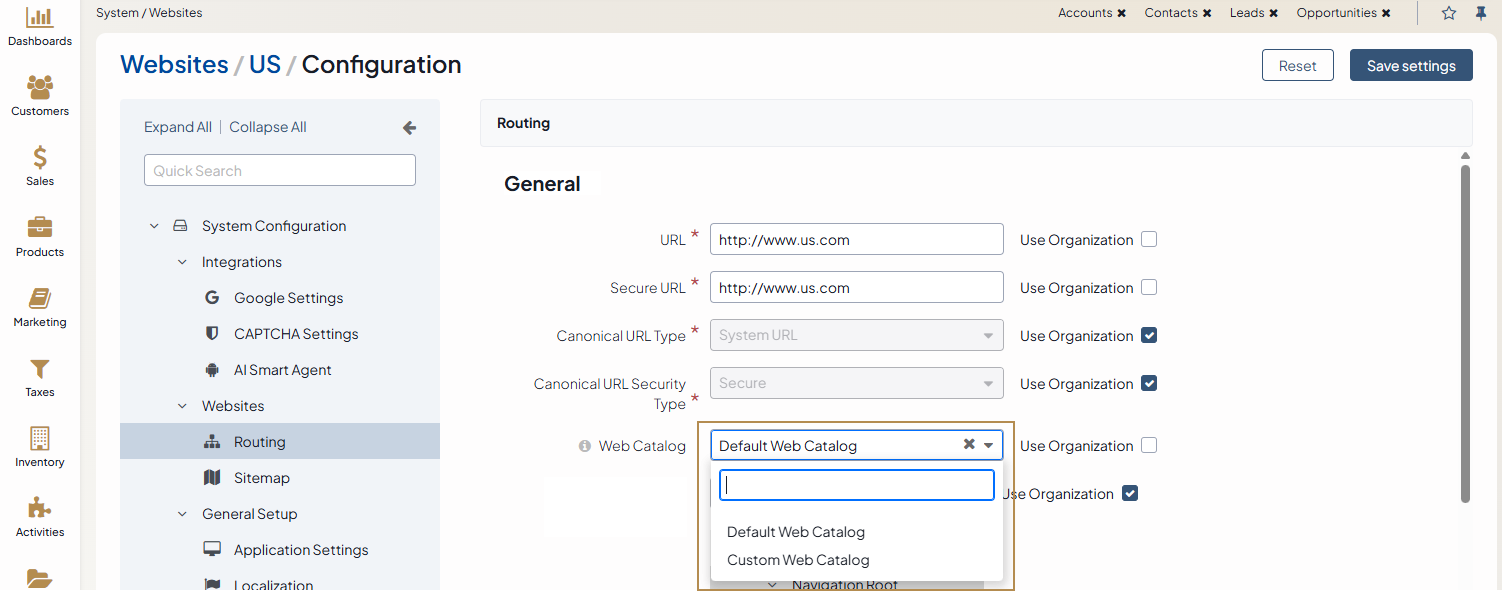 System / Websites
Accounts ✖ Contacts ✖ Leads ✖ Opportunities ✖
Dashboards
Customers
Sales
Products
Marketing
Taxes
Inventory
Activities
Websites / US / Configuration
Reset
Save settings
Expand All | Collapse All
Quick Search
System Configuration
Integrations
Google Settings
CAPTCHA Settings
AI Smart Agent
Websites
Routing
Sitemap
General Setup
Application Settings
Localization
Routing
General
URL * http://www.us.com Use Organization
Secure URL * http://www.us.com Use Organization
Canonical URL Type * System URL Use Organization
Canonical URL Security
Type * Secure Use Organization
Web Catalog Default Web Catalog Use Organization
Use Organization
Default Web Catalog
Custom Web Catalog
Navigation Root